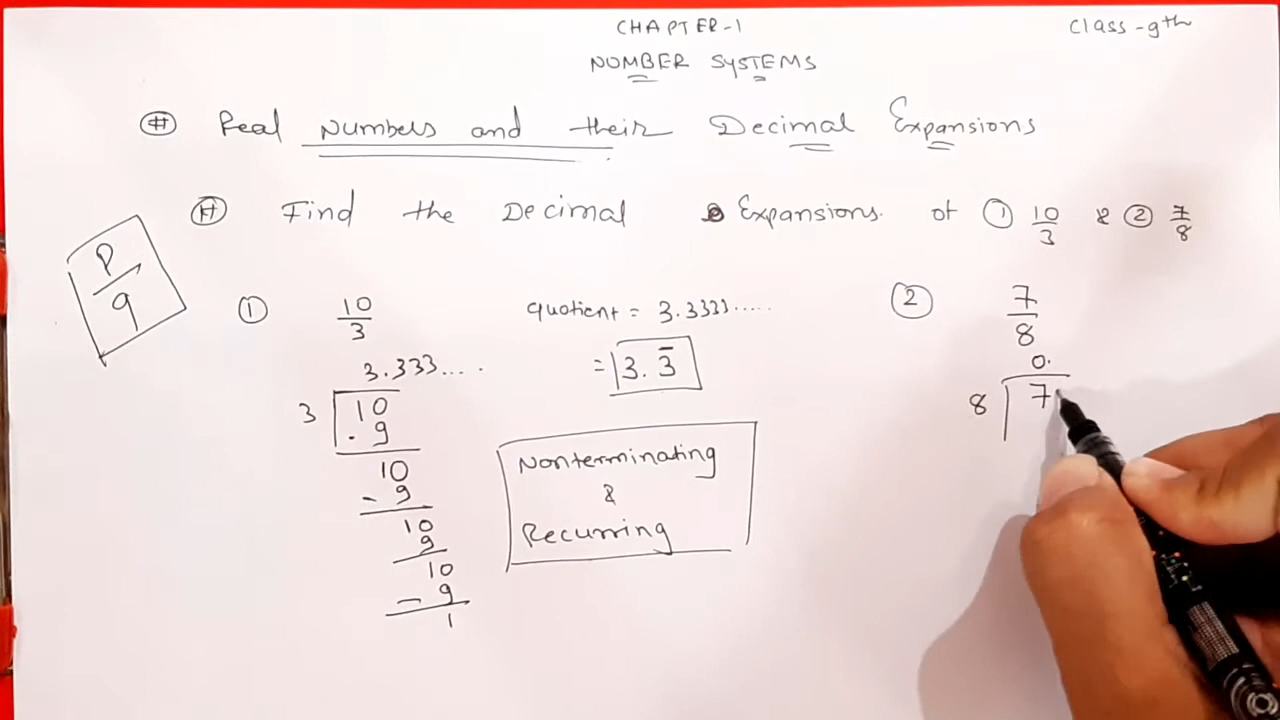 CHAPTER-1
Class-9th
NUMBER SYSTEMS
# Real Numbers and their Decimal Expansions
# Find the Decimal Expansions. of ① 10/3 & ② 7/8
P/q
① 10/3
3.333....
3 10
9
10
- 9
10
9
10
- 9
1
quotient = 3.3333.....
= 3.3̅
Nonterminating
&
Recurring
② 7/8
0.
8 7